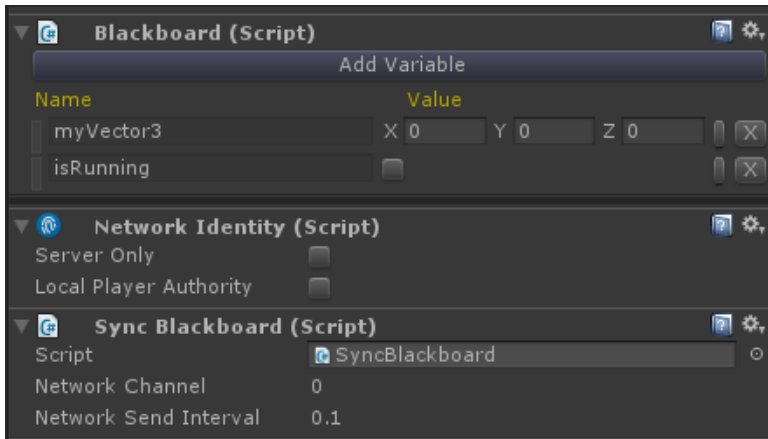 Blackboard (Script)
Add Variable
Name Value
myVector3 X 0 Y 0 Z 0 X
isRunning X
Network Identity (Script)
Server Only
Local Player Authority
Sync Blackboard (Script)
Script SyncBlackboard
Network Channel 0
Network Send Interval 0.1